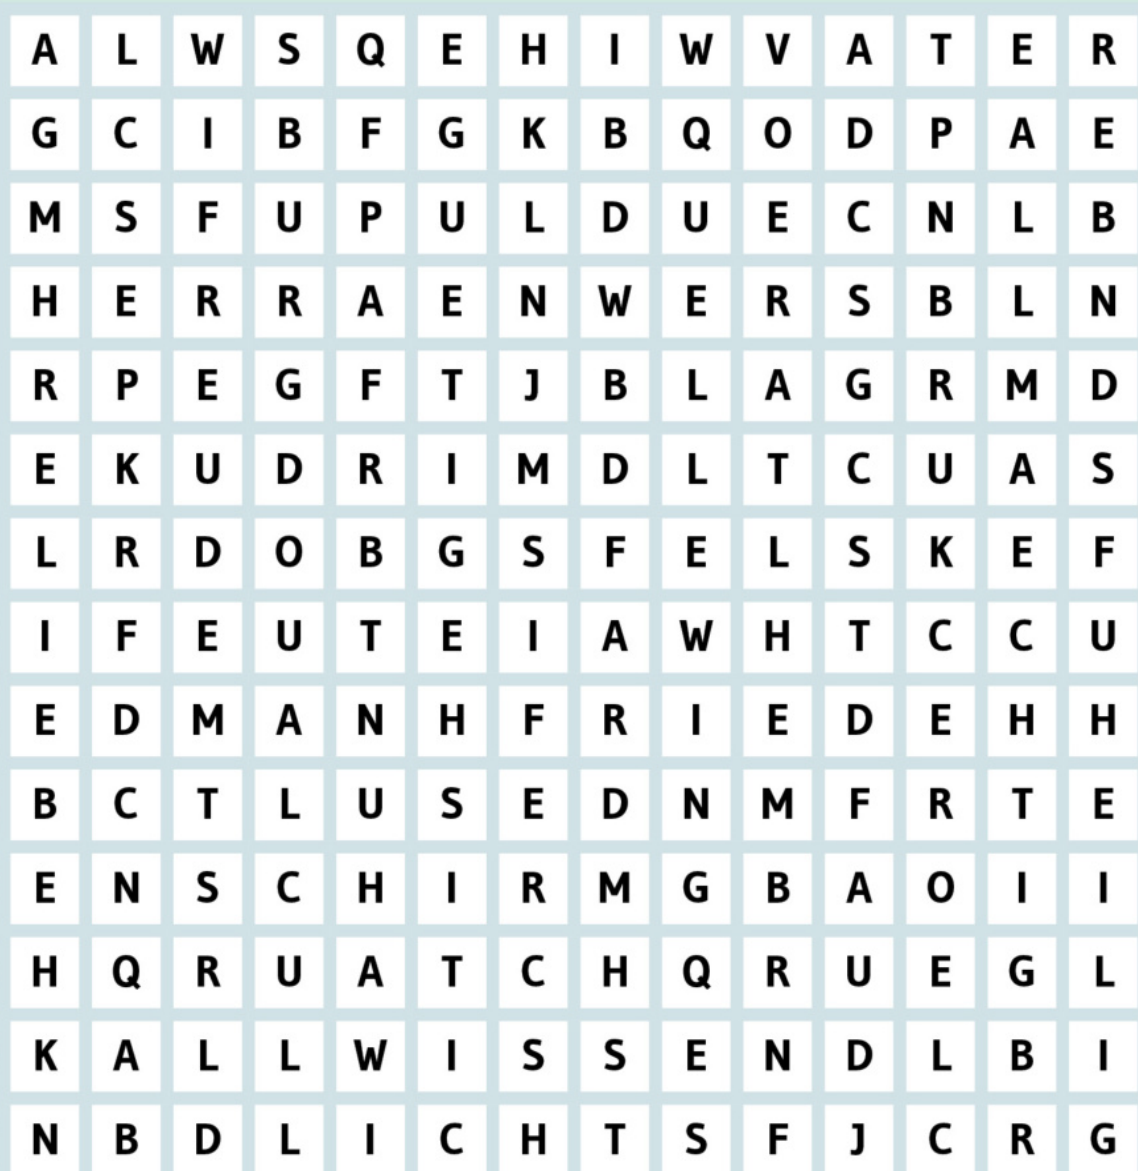 A L W S Q E H I W V A T E R
G C I B F G K B Q O D P A E
M S F U P U L D U E C N L B
H E R R A E N W E R S B L N
R P E G F T J B L A G R M D
E K U D R I M D L T C U A S
L R D O B G S F E L S K E F
I F E U T E I A W H T C C U
E D M A N H F R I E D E H H
B C T L U S E D N M F R T E
E N S C H I R M G B A O I I
H Q R U A T C H Q R U E G L
K A L L W I S S E N D L B I
N B D L I C H T S F J C R G